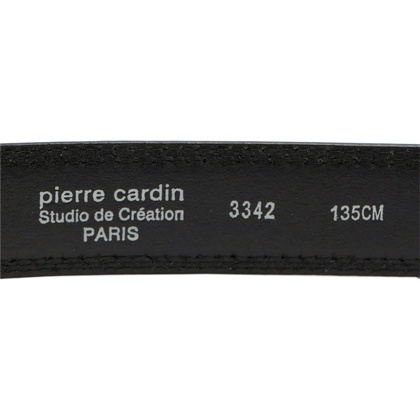 pierre cardin
Studio de Création
PARIS
3342
135CM